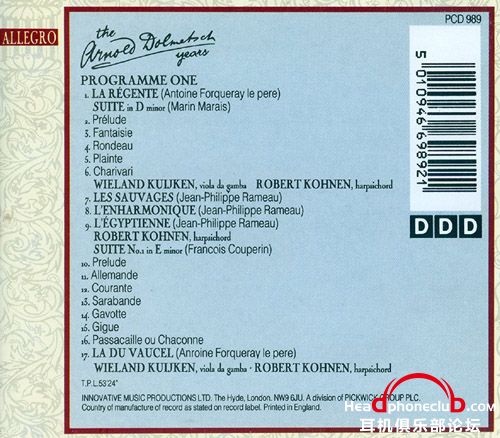 ALLEGRO
the
Arnold Dolmetsch
years
PCD 989
PROGRAMME ONE
1. LA RÉGENTE (Antoine Forqueray le pere)
SUITE in D minor (Marin Marais)
2. Prélude
3. Fantaisie
4. Rondeau
5. Plainte
6. Charivari
WIELAND KUIJKEN, viola da gamba ROBERT KOHNEN, harpsichord
7. LES SAUVAGES (Jean-Philippe Rameau)
8. L'ENHARMONIQUE (Jean-Philippe Rameau)
9. L'ÉGYPTIENNE (Jean-Philippe Rameau)
ROBERT KOHNEN, harpsichord
SUITE No.1 in E minor (Francois Couperin)
10. Prelude
11. Allemande
12. Courante
13. Sarabande
14. Gavotte
15. Gigue
16. Passacaille ou Chaconne
17. LA DU VAUCEL (Antoine Forqueray le pere)
WIELAND KUIJKEN, viola da gamba · ROBERT KOHNEN, harpsichord
T.P.L.53'24"
INNOVATIVE MUSIC PRODUCTIONS LTD. The Hyde, London. NW9 6JU. A division of PICKWICK GROUP PLC.
Country of manufacture of record as stated on record label. Printed in England.
5 010946 698921
DDD
Headphoneclub.com
耳机俱乐部论坛